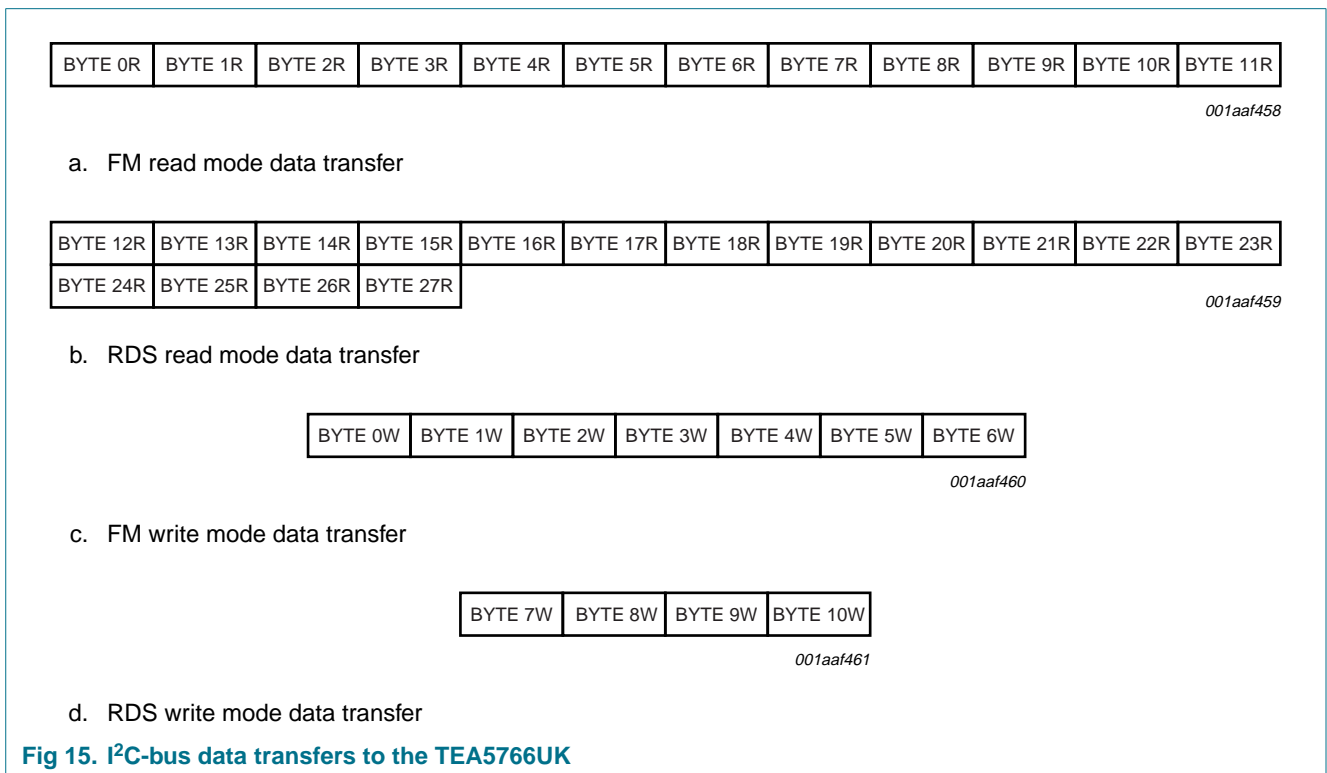 BYTE 0R BYTE 1R BYTE 2R BYTE 3R BYTE 4R BYTE 5R BYTE 6R BYTE 7R BYTE 8R BYTE 9R BYTE 10R BYTE 11R
001aaf458
a. FM read mode data transfer
BYTE 12R BYTE 13R BYTE 14R BYTE 15R BYTE 16R BYTE 17R BYTE 18R BYTE 19R BYTE 20R BYTE 21R BYTE 22R BYTE 23R
BYTE 24R BYTE 25R BYTE 26R BYTE 27R
001aaf459
b. RDS read mode data transfer
BYTE 0W BYTE 1W BYTE 2W BYTE 3W BYTE 4W BYTE 5W BYTE 6W
001aaf460
c. FM write mode data transfer
BYTE 7W BYTE 8W BYTE 9W BYTE 10W
001aaf461
d. RDS write mode data transfer
Fig 15. I²C-bus data transfers to the TEA5766UK